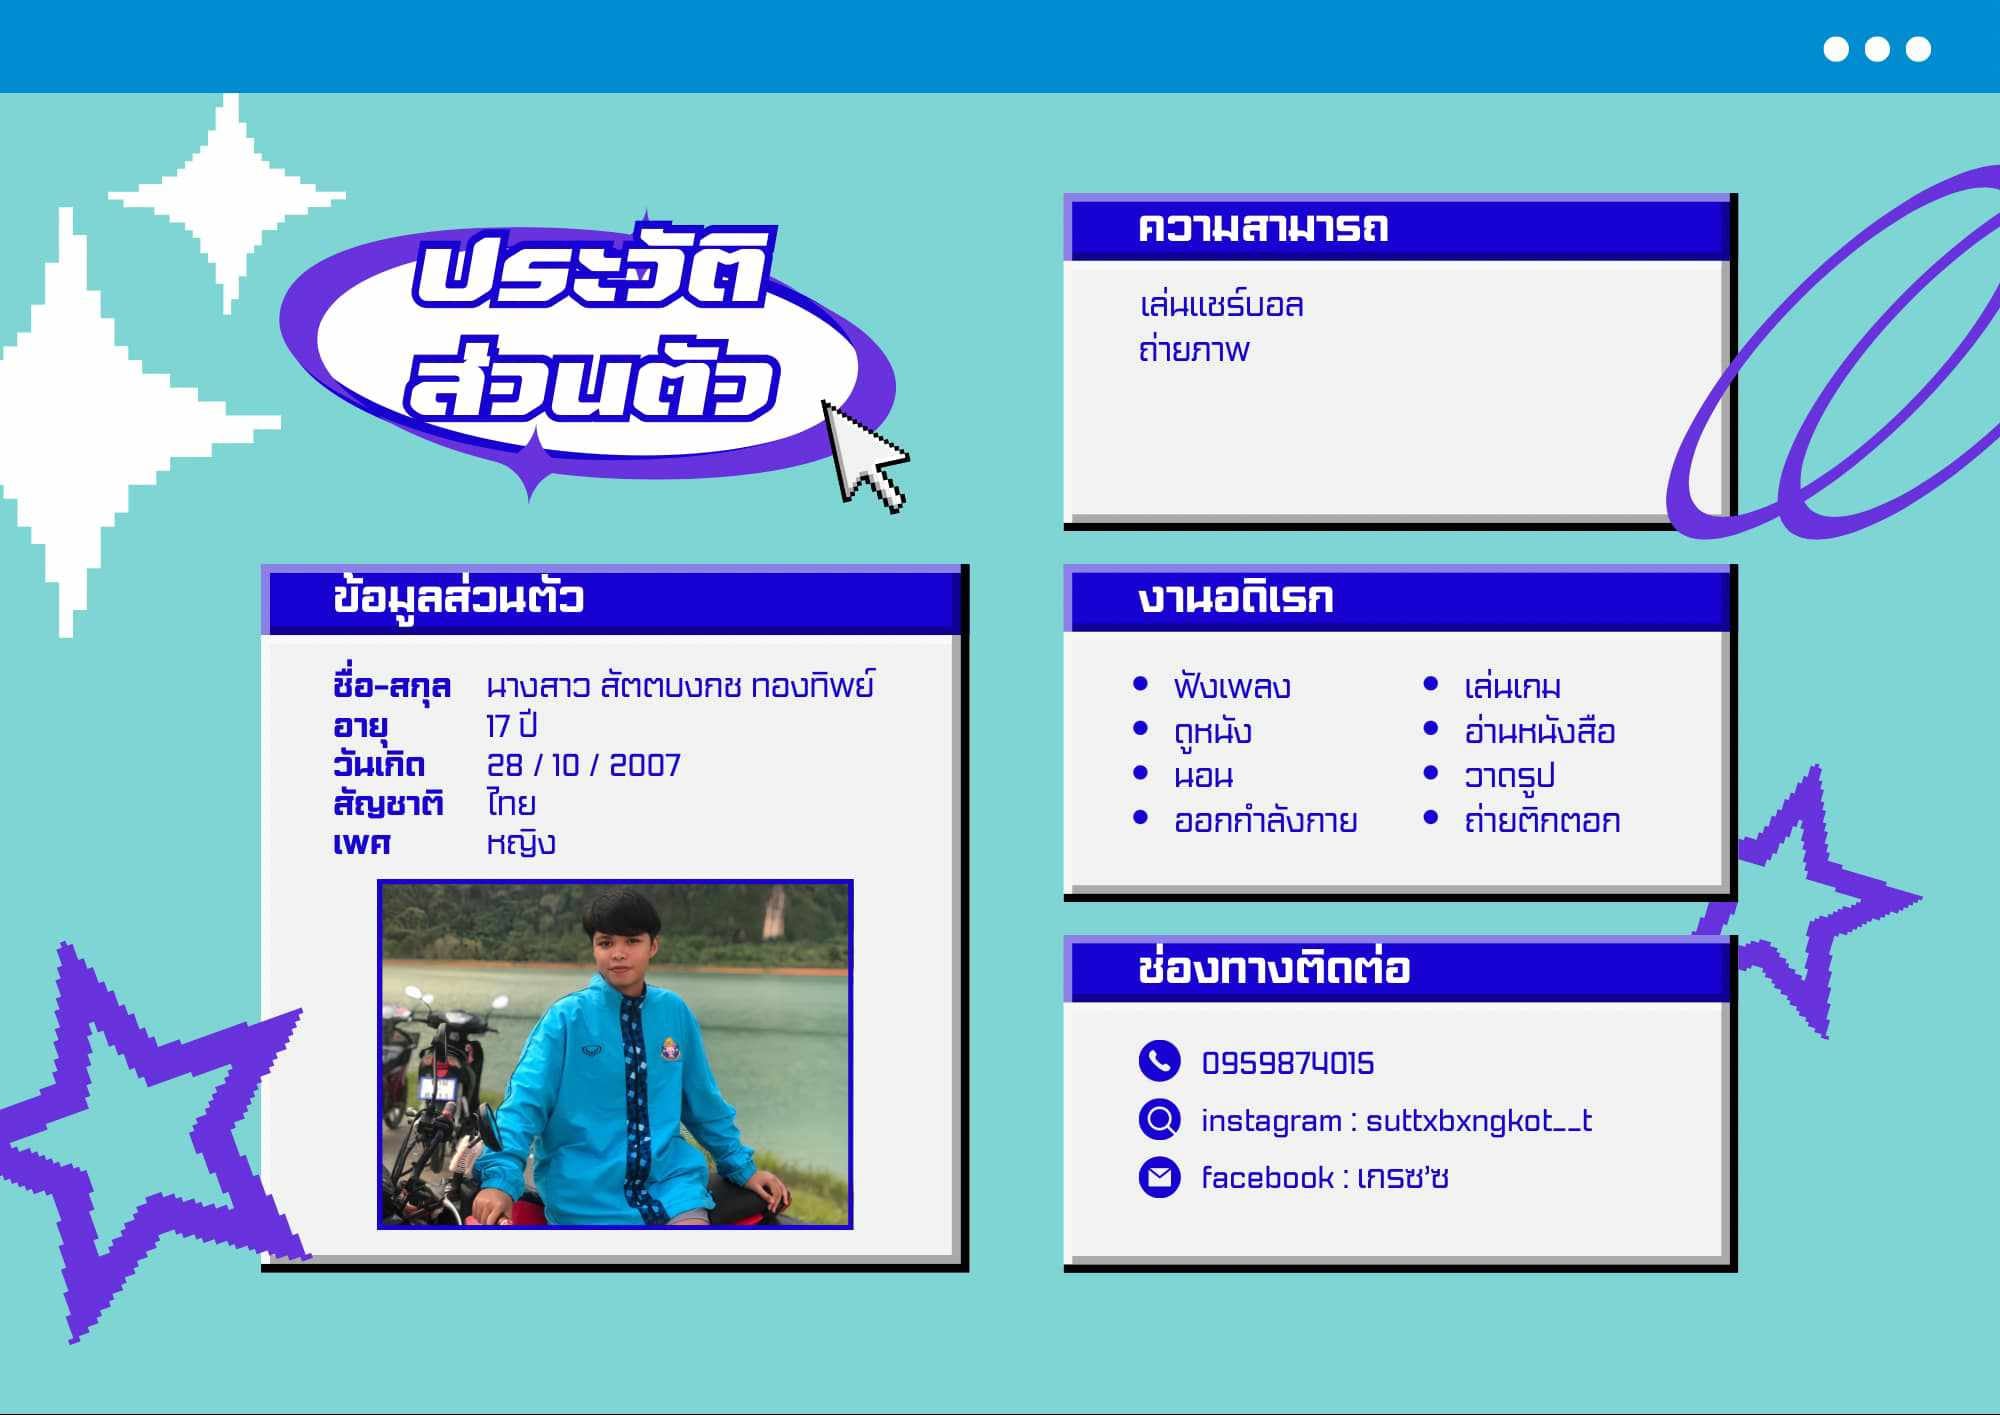 ประวัติ
ส่วนตัว
ข้อมูลส่วนตัว
ชื่อ-สกุล นางสาว สัตตบงกช ทองทิพย์
อายุ 17 ปี
วันเกิด 28 / 10 / 2007
สัญชาติ ไทย
เพศ หญิง
ความสามารถ
เล่นแชร์บอล
ถ่ายภาพ
งานอดิเรก
ฟังเพลง
ดูหนัง
นอน
ออกกำลังกาย
เล่นเกม
อ่านหนังสือ
วาดรูป
ถ่ายติกตอก
ช่องทางติดต่อ
0959874015
instagram : suttxbxngkot__t
facebook : เกรซ'ซ